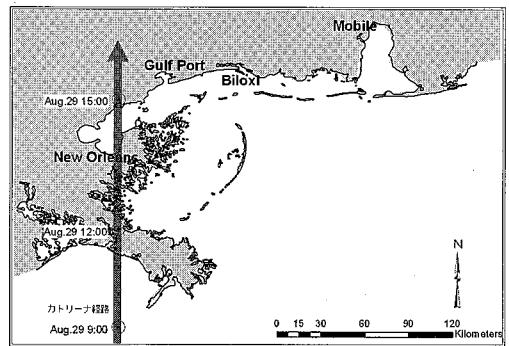 Mobile
Gulf Port
Biloxi
Aug.29 15:00
New Orleans
Aug.29 12:00
N
カトリーナ経路
Aug.29 9:00
0 15 30 60 90 120
Kilometers